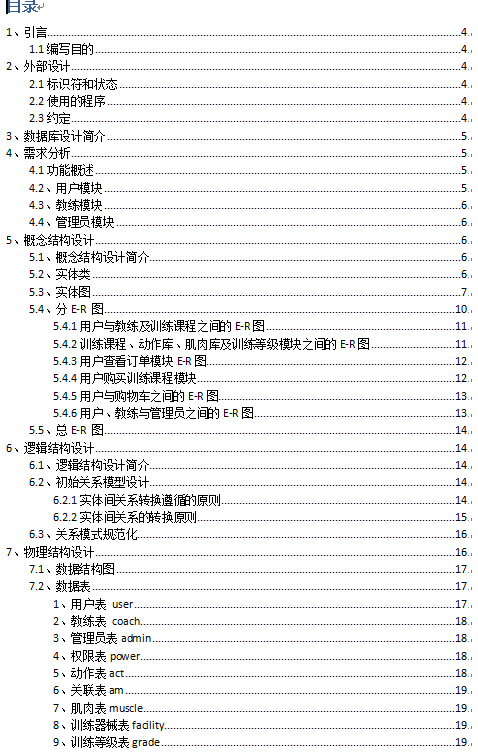 目录
1、引言 4
1.1 编写目的 4
2、外部设计 4
2.1 标识符和状态 4
2.2 使用的程序 4
2.3 约定 4
3、数据库设计简介 5
4、需求分析 5
4.1 功能概述 5
4.2、用户模块 5
4.3、教练模块 6
4.4、管理员模块 6
5、概念结构设计 6
5.1、概念结构设计简介 6
5.2、实体类 6
5.3、实体图 7
5.4、分 E-R 图 10
5.4.1 用户与教练及训练课程之间的 E-R 图 11
5.4.2 训练课程、动作库、肌肉库及训练等级模块之间的 E-R 图 11
5.4.3 用户查看订单模块 E-R 图 12
5.4.4 用户购买训练课程模块 12
5.4.5 用户与购物车之间的 E-R 图 13
5.4.6 用户、教练与管理员之间的 E-R 图 13
5.5、总 E-R 图 14
6、逻辑结构设计 14
6.1、逻辑结构设计简介 14
6.2、初始关系模型设计 14
6.2.1 实体间关系转换遵循的原则 14
6.2.2 实体间关系的转换原则 15
6.3、关系模式规范化 16
7、物理结构设计 16
7.1、数据结构图 17
7.2、数据表 17
1、用户表 user 17
2、教练表 coach 18
3、管理员表 admin 18
4、权限表 power 18
5、动作表 act 18
6、关联表 am 19
7、肌肉表 muscle 19
8、训练器械表 facility 19
9、训练等级表 grade 19